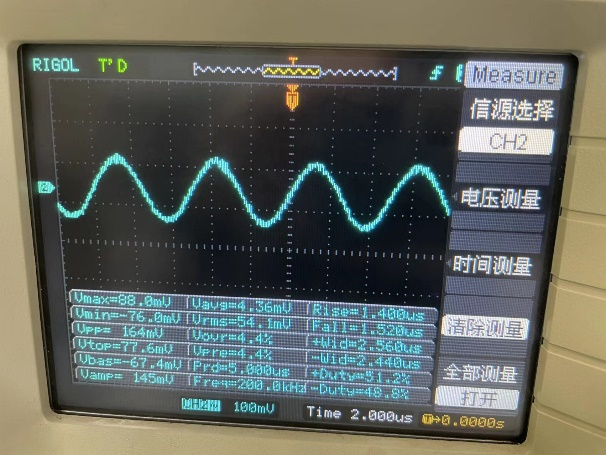 RIGOL T'D
Measure
信源选择
CH2
电压测量
时间测量
清除测量
全部测量
打开
T
2
Vmax=88.0mV Vavg=4.36mV Rise=1.400us
Vmin=-76.0mV Vrms=54.1mV Fall=1.520us
Vpp= 164mV Vovr=4.4% +Wid=2.560us
Vtop=77.6mV Vpre=4.4% -Wid=2.440us
Vbas=-67.4mV Prd=5.000us +Duty=51.2%
Vamp= 145mV Freq=200.0kHz -Duty=48.8%
CH2 100mV Time 2.000us T→0.0000s